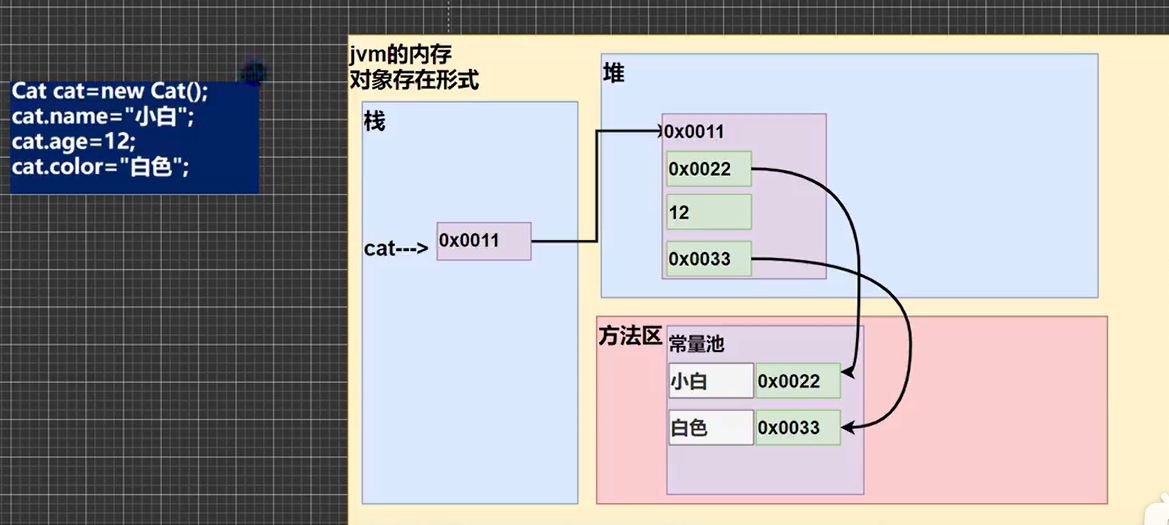 Cat cat=new Cat();
cat.name="小白";
cat.age=12;
cat.color="白色";
jvm的内存
对象存在形式
栈
cat--->
0x0011
堆
0x0011
0x0022
12
0x0033
方法区
常量池
小白 0x0022
白色 0x0033